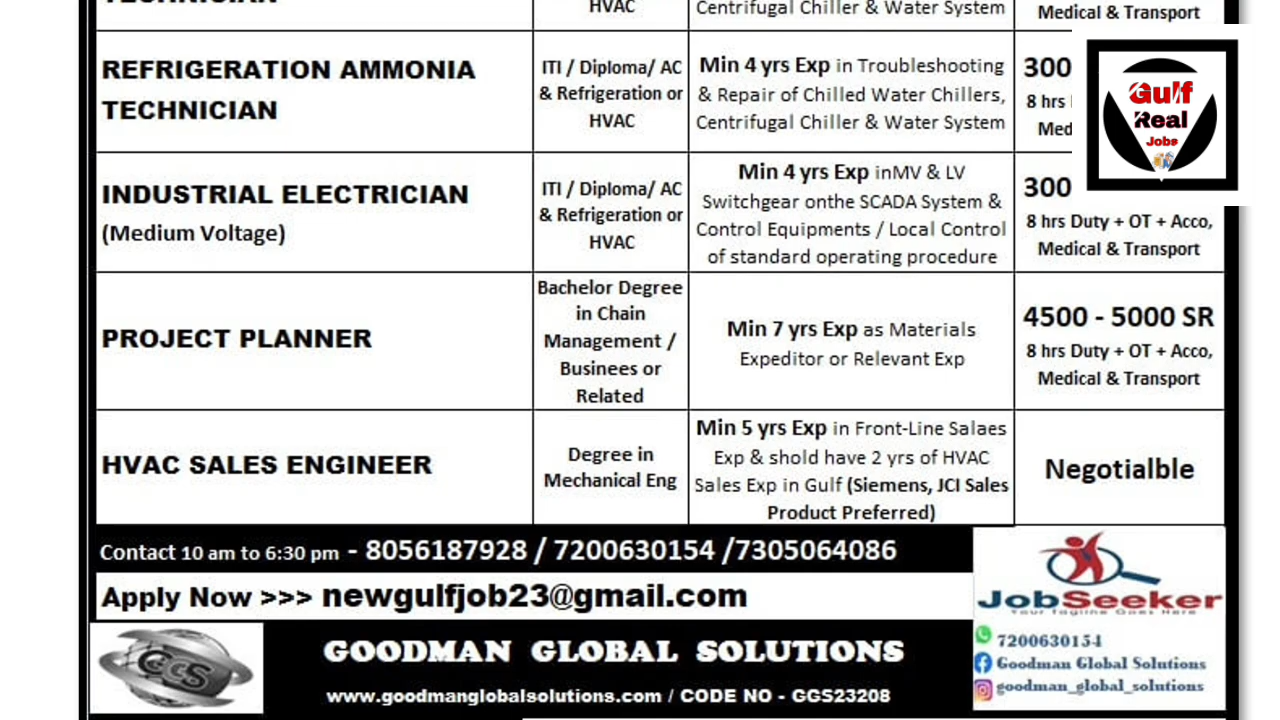 TECHNICIAN
HVAC
Centrifugal Chiller & Water System
Medical & Transport
REFRIGERATION AMMONIA
TECHNICIAN
ITI / Diploma/ AC
& Refrigeration or
HVAC
Min 4 yrs Exp in Troubleshooting
& Repair of Chilled Water Chillers,
Centrifugal Chiller & Water System
300
8 hrs
Med
Gulf
Real
Jobs
INDUSTRIAL ELECTRICIAN
(Medium Voltage)
ITI / Diploma/ AC
& Refrigeration or
HVAC
Min 4 yrs Exp inMV & LV
Switchgear onthe SCADA System &
Control Equipments / Local Control
of standard operating procedure
300
8 hrs Duty + OT + Acco,
Medical & Transport
PROJECT PLANNER
Bachelor Degree
in Chain
Management /
Businees or
Related
Min 7 yrs Exp as Materials
Expeditor or Relevant Exp
4500 - 5000 SR
8 hrs Duty + OT + Acco,
Medical & Transport
HVAC SALES ENGINEER
Degree in
Mechanical Eng
Min 5 yrs Exp in Front-Line Salaes
Exp & shold have 2 yrs of HVAC
Sales Exp in Gulf (Siemens, JCI Sales
Product Preferred)
Negotialble
Contact 10 am to 6:30 pm - 8056187928 / 7200630154 /7305064086
Apply Now >>> newgulfjob23@gmail.com
GGS
GOODMAN GLOBAL SOLUTIONS
www.goodmanglobalsolutions.com / CODE NO - GGS23208
JobSeeker
Your Tagline Goes Here
7200630154
Goodman Global Solutions
goodman_global_solutions